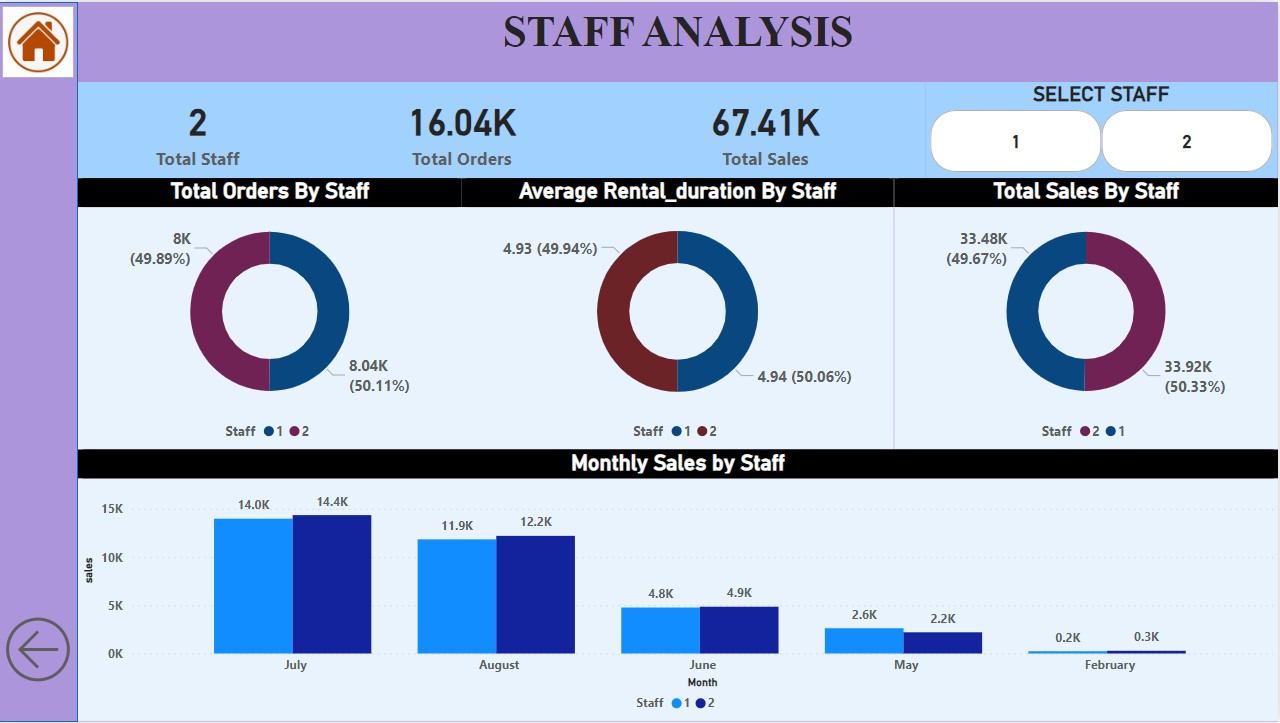 STAFF ANALYSIS
2
Total Staff
16.04K
Total Orders
67.41K
Total Sales
SELECT STAFF
1
2
Total Orders By Staff
8K
(49.89%)
8.04K
(50.11%)
Staff 1 2
Average Rental_duration By Staff
4.93 (49.94%)
4.94 (50.06%)
Staff 1 2
Total Sales By Staff
33.48K
(49.67%)
33.92K
(50.33%)
Staff 2 1
Monthly Sales by Staff
sales
15K
10K
5K
0K
14.0K 14.4K
11.9K 12.2K
4.8K 4.9K
2.6K 2.2K
0.2K 0.3K
July August June May February
Month
Staff 1 2